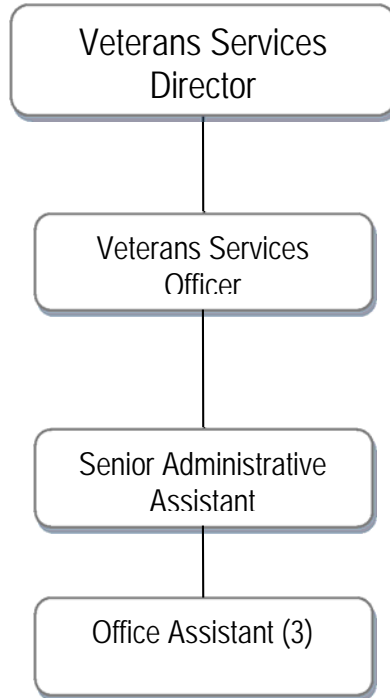 Veterans Services
Director
Veterans Services
Officer
Senior Administrative
Assistant
Office Assistant (3)